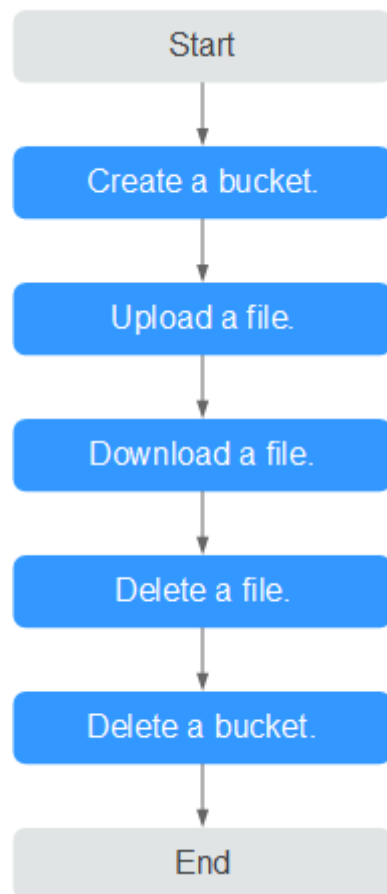 Start
Create a bucket.
Upload a file.
Download a file.
Delete a file.
Delete a bucket.
End